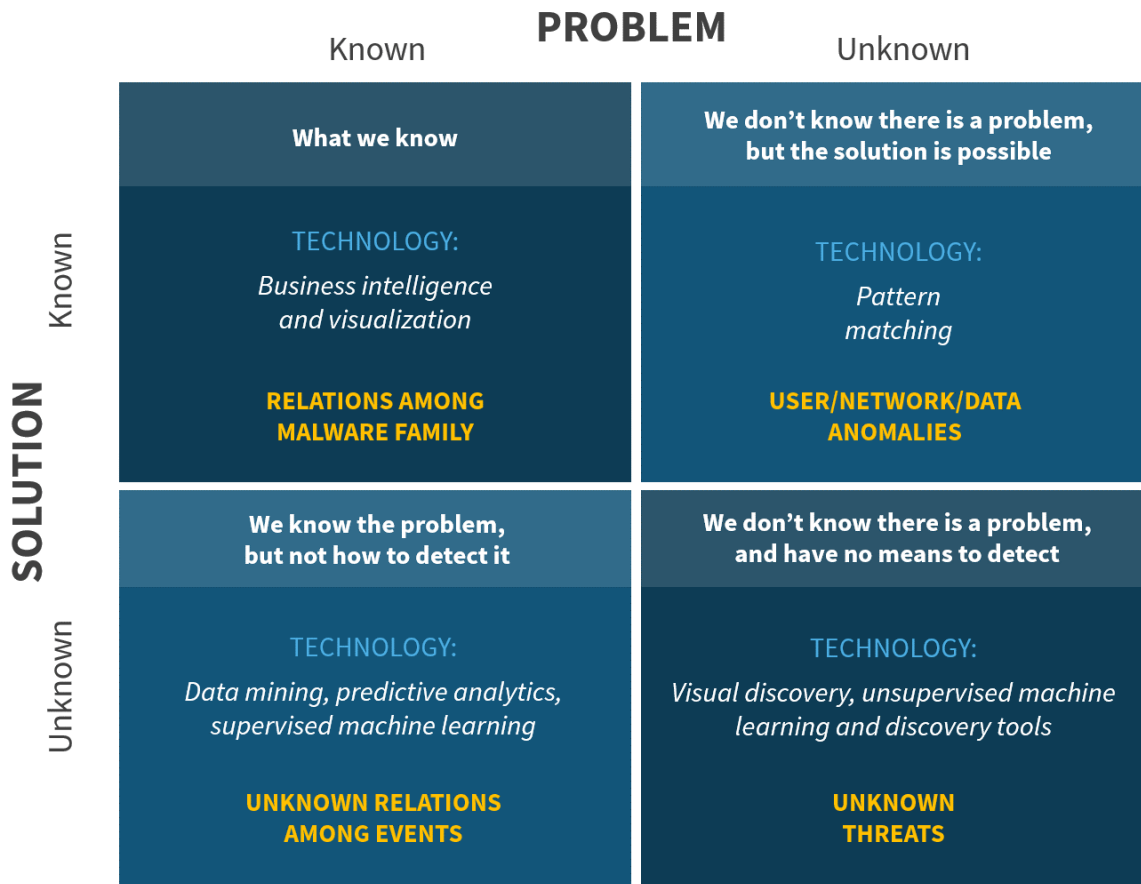 PROBLEM
Known
Unknown
SOLUTION
Known
What we know
TECHNOLOGY:
Business intelligence
and visualization
RELATIONS AMONG
MALWARE FAMILY
We don’t know there is a problem,
but the solution is possible
TECHNOLOGY:
Pattern
matching
USER/NETWORK/DATA
ANOMALIES
Unknown
We know the problem,
but not how to detect it
TECHNOLOGY:
Data mining, predictive analytics,
supervised machine learning
UNKNOWN RELATIONS
AMONG EVENTS
We don’t know there is a problem,
and have no means to detect
TECHNOLOGY:
Visual discovery, unsupervised machine
learning and discovery tools
UNKNOWN
THREATS